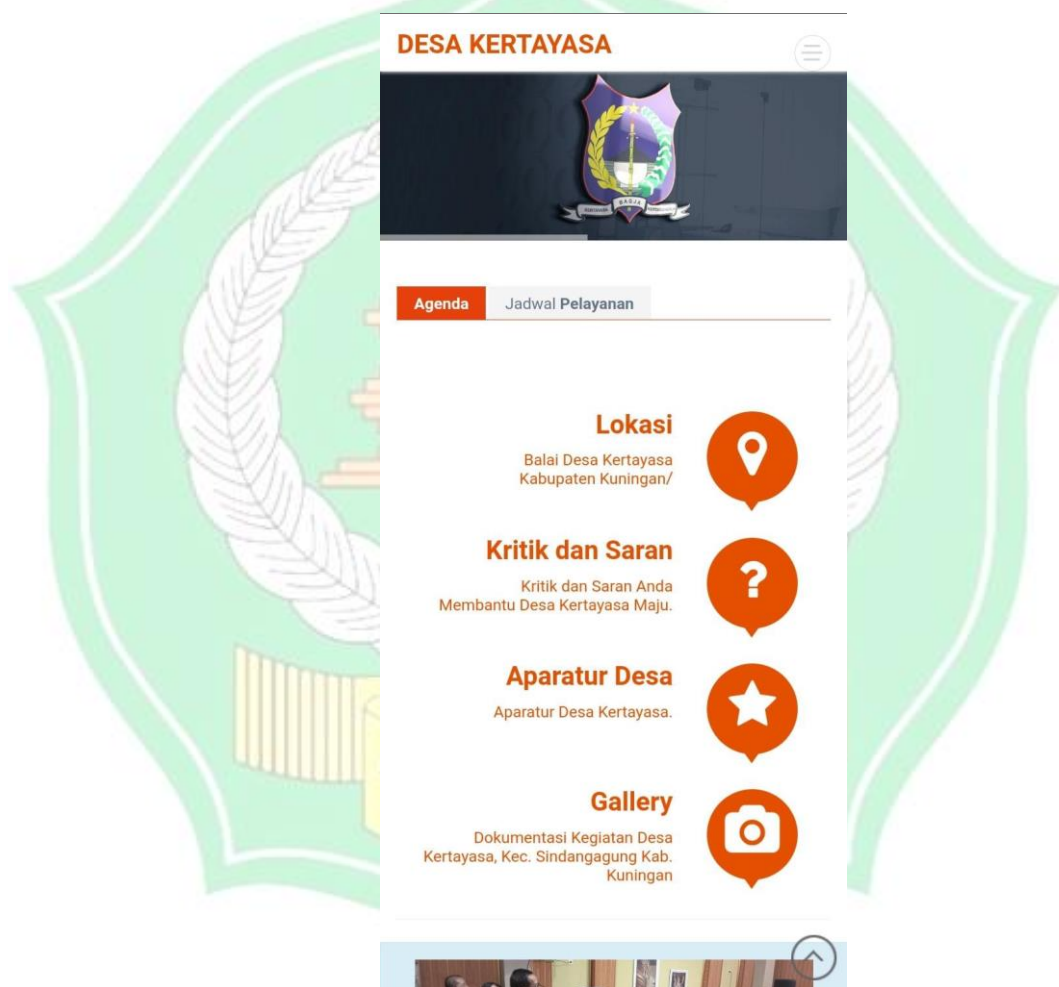 DESA KERTAYASA
BAGJA
Agenda
Jadwal Pelayanan
Lokasi
Balai Desa Kertayasa
Kabupaten Kuningan/
Kritik dan Saran
Kritik dan Saran Anda
Membantu Desa Kertayasa Maju.
Aparatur Desa
Aparatur Desa Kertayasa.
Gallery
Dokumentasi Kegiatan Desa
Kertayasa, Kec. Sindangagung Kab.
Kuningan